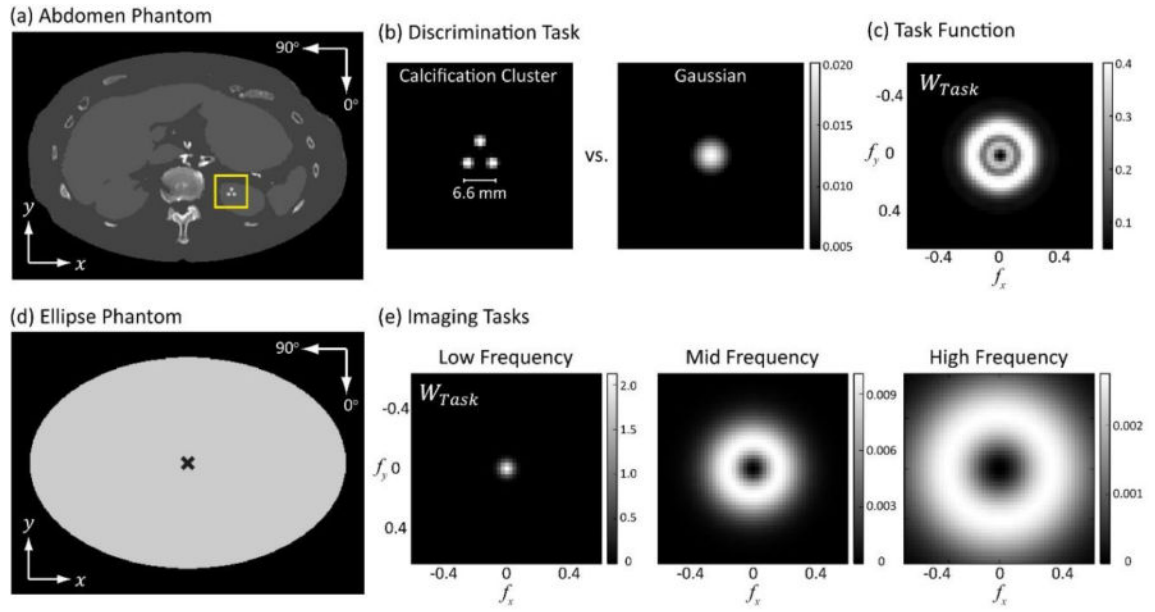 (a) Abdomen Phantom
90°
0°
y
x
(b) Discrimination Task
Calcification Cluster
6.6 mm
vs.
Gaussian
0.020
0.015
0.010
0.005
(c) Task Function
W_Task
-0.4
f_y 0
0.4
-0.4 0 0.4
f_x
0.4
0.3
0.2
0.1
(d) Ellipse Phantom
90°
0°
y
x
(e) Imaging Tasks
Low Frequency
W_Task
-0.4
f_y 0
0.4
-0.4 0 0.4
f_x
2.0
1.5
1.0
0.5
0
Mid Frequency
-0.4 0 0.4
f_x
0.009
0.006
0.003
0
High Frequency
-0.4 0 0.4
f_x
0.002
0.001
0